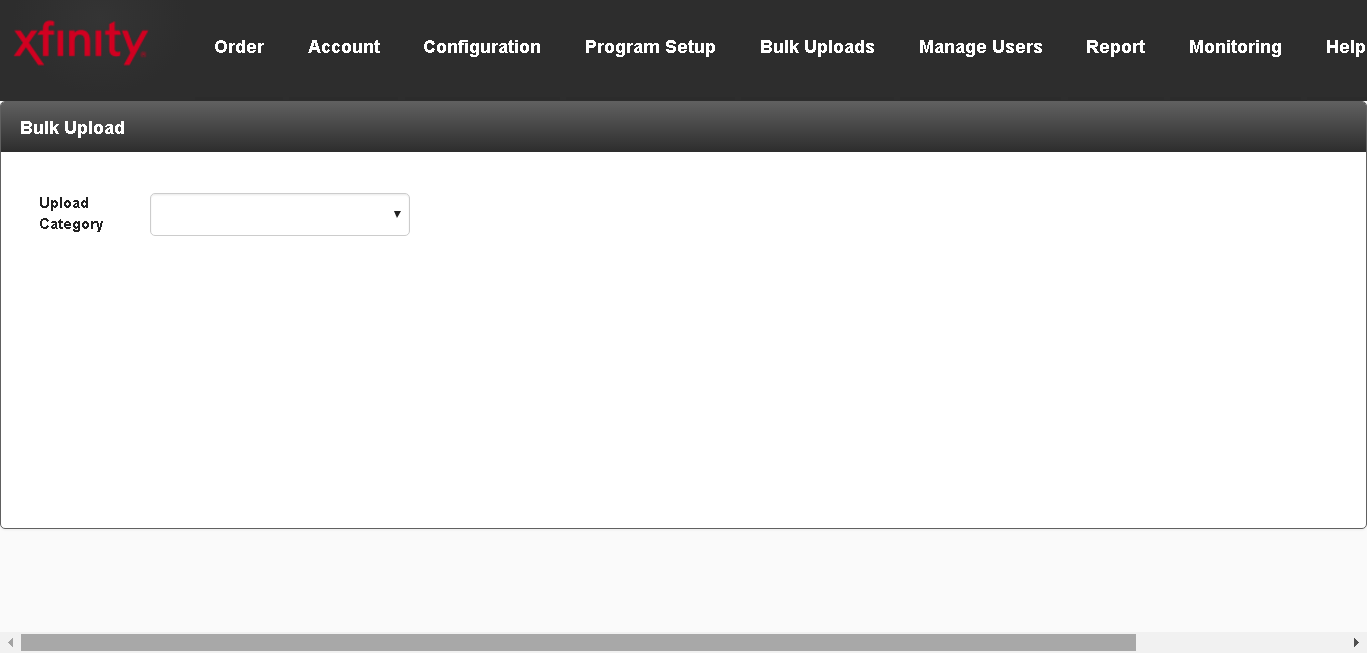 xfinity
Order Account Configuration Program Setup Bulk Uploads Manage Users Report Monitoring Help
Bulk Upload
Upload
Category